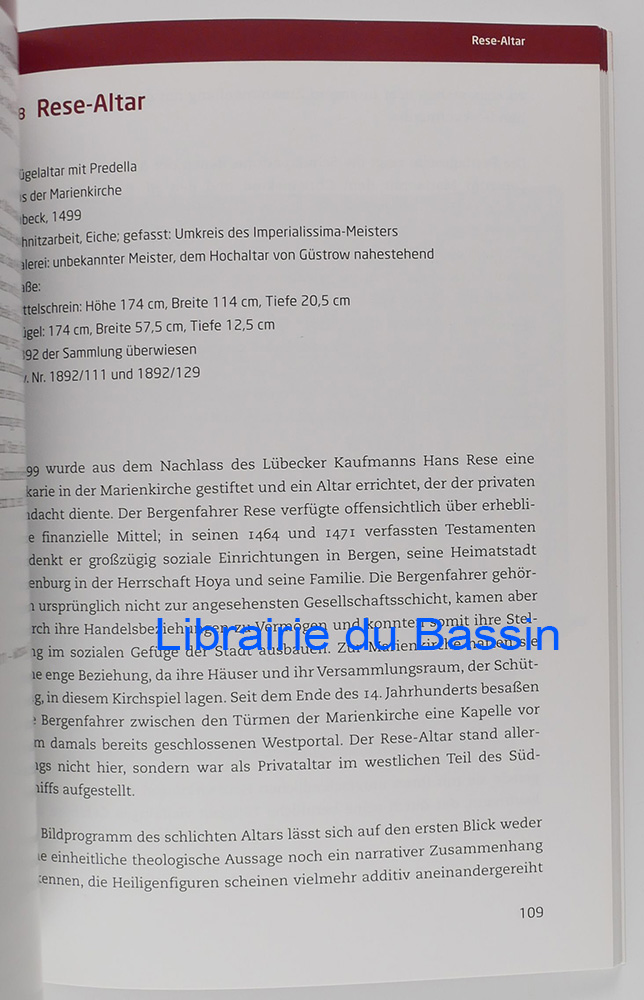 Rese-Altar
Rese-Altar
ügelaltar mit Predella
s der Marienkirche
beck, 1499
hnitzarbeit, Eiche; gefasst: Umkreis des Imperialissima-Meisters
alerei: unbekannter Meister, dem Hochaltar von Güstrow nahestehend
aße:
ttelschrein: Höhe 174 cm, Breite 114 cm, Tiefe 20,5 cm
ügel: 174 cm, Breite 57,5 cm, Tiefe 12,5 cm
92 der Sammlung überwiesen
. Nr. 1892/111 und 1892/129
99 wurde aus dem Nachlass des Lübecker Kaufmanns Hans Rese eine
karie in der Marienkirche gestiftet und ein Altar errichtet, der der privaten
ndacht diente. Der Bergenfahrer Rese verfügte offensichtlich über erhebli-
e finanzielle Mittel; in seinen 1464 und 1471 verfassten Testamenten
denkt er großzügig soziale Einrichtungen in Bergen, seine Heimatstadt
enburg in der Herrschaft Hoya und seine Familie. Die Bergenfahrer gehör-
n ursprünglich nicht zur angesehensten Gesellschaftsschicht, kamen aber
rch ihre Handelsbeziehungen zu Vermögen und konnten somit ihre Stel-
ng im sozialen Gefüge der Stadt ausbauen. Zur Marienkirche haben sie
Librairie du Bassin
ne enge Beziehung, da ihre Häuser und ihr Versammlungsraum, der Schüt-
g, in diesem Kirchspiel lagen. Seit dem Ende des 14. Jahrhunderts besaßen
e Bergenfahrer zwischen den Türmen der Marienkirche eine Kapelle vor
m damals bereits geschlossenen Westportal. Der Rese-Altar stand aller-
ngs nicht hier, sondern war als Privataltar im westlichen Teil des Süd-
hiffs aufgestellt.
Bildprogramm des schlichten Altars lässt sich auf den ersten Blick weder
ne einheitliche theologische Aussage noch ein narrativer Zusammenhang
kennen, die Heiligenfiguren scheinen vielmehr additiv aneinandergereiht
109